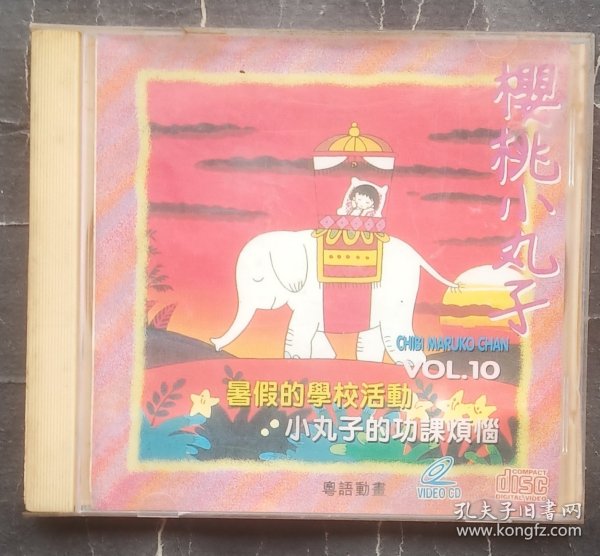 櫻桃小丸子
CHIBI MARUKO-CHAN
VOL.10
暑假的學校活動
小丸子的功課煩惱
粵語動畫
VIDEO CD
COMPACT
disc
DIGITAL VIDEO
孔夫子旧书网
www.kongfz.com